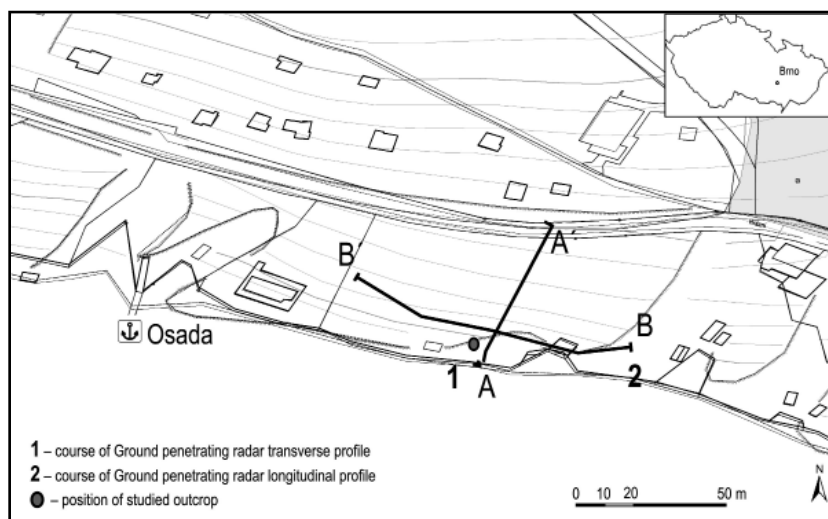 Brno
A´
B´
B
Osada
1
A
2
1 – course of Ground penetrating radar transverse profile
2 – course of Ground penetrating radar longitudinal profile
– position of studied outcrop
0 10 20 50 m
N